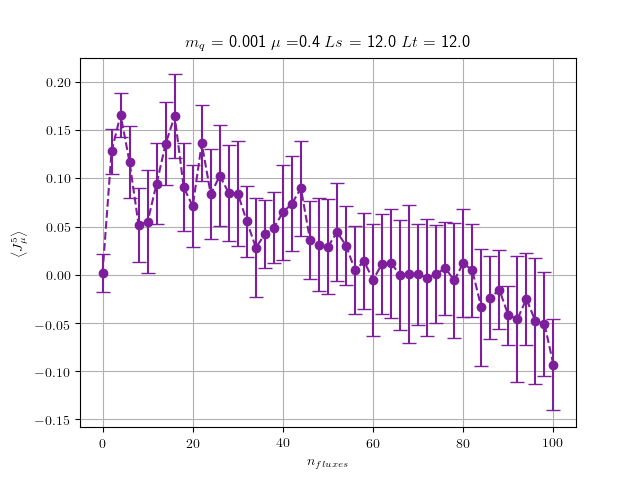 $m_q$ = 0.001 $\mu$ =0.4 $Ls$ = 12.0 $Lt$ = 12.0
0.20
0.15
0.10
0.05
0.00
−0.05
−0.10
−0.15
$\langle J^5_\mu \rangle$
0 20 40 60 80 100
$n_{fluxes}$